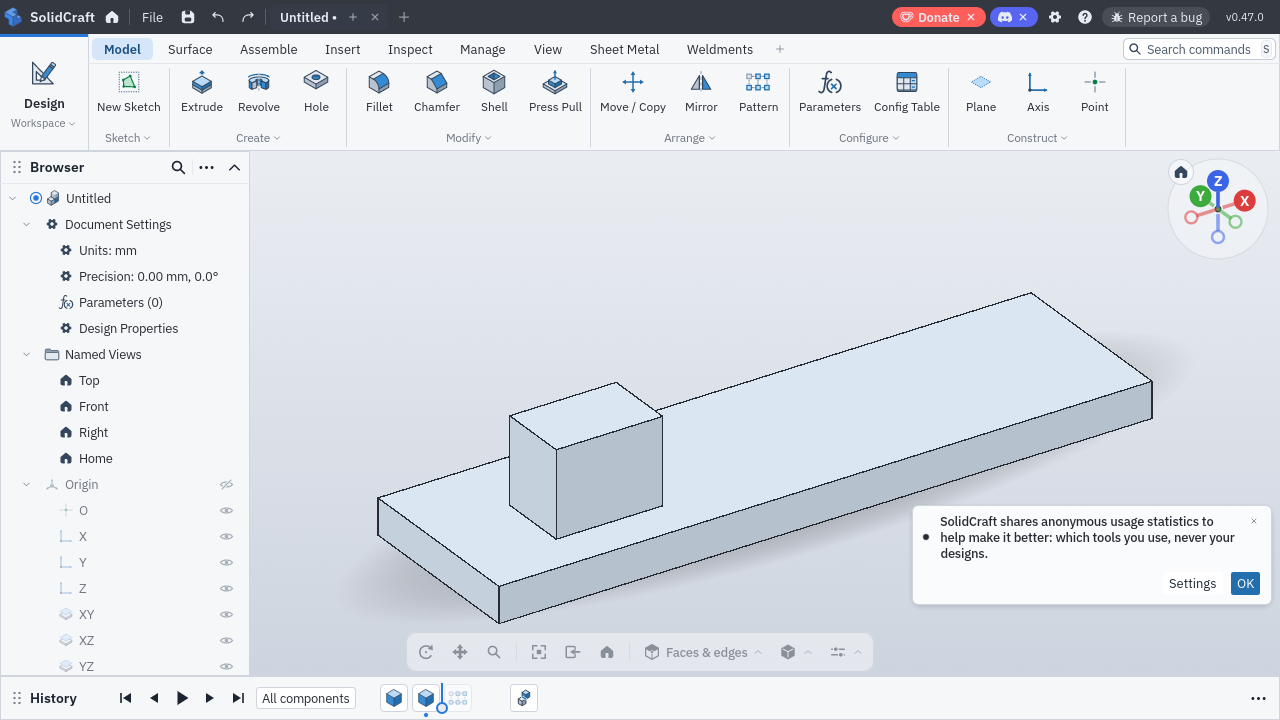 SolidCraft File Untitled • Donate Report a bug v0.47.0
Model Surface Assembly Insert Inspect Manage View Sheet Metal Weldments Search commands S
Design
Workspace
New Sketch Extrude Revolve Hole Fillet Chamfer Shell Press Pull Move / Copy Mirror Pattern Parameters Config Table Plane Axis Point
Sketch Create Modify Arrange Configure Construct
Browser
Untitled
Document Settings
Units: mm
Precision: 0.00 mm, 0.0°
Parameters (0)
Design Properties
Named Views
Top
Front
Right
Home
Origin
O
X
Y
Z
XY
XZ
YZ
Z
Y
X
SolidCraft shares anonymous usage statistics to
help make it better: which tools you use, never your
designs.
Settings OK
Faces & edges
History All components